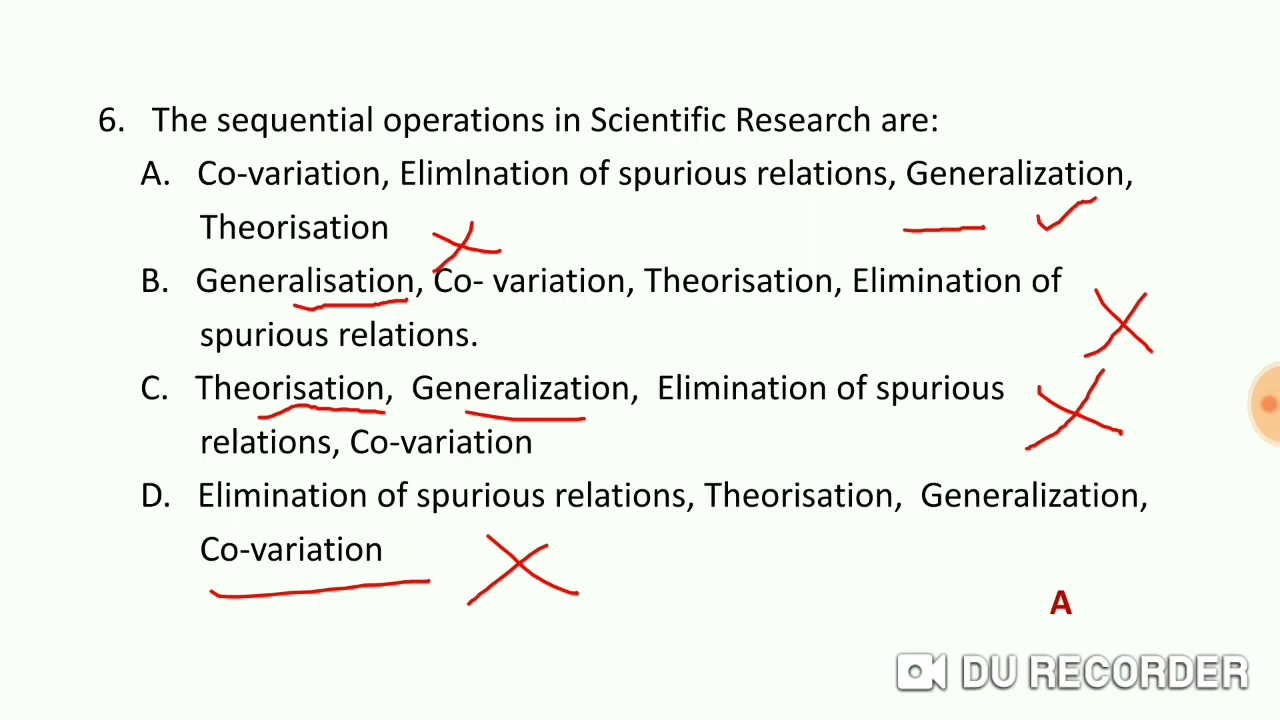 6. The sequential operations in Scientific Research are:
A. Co-variation, Elimlnation of spurious relations, Generalization,
Theorisation
B. Generalisation, Co- variation, Theorisation, Elimination of
spurious relations.
C. Theorisation, Generalization, Elimination of spurious
relations, Co-variation
D. Elimination of spurious relations, Theorisation, Generalization,
Co-variation
A
DU RECORDER